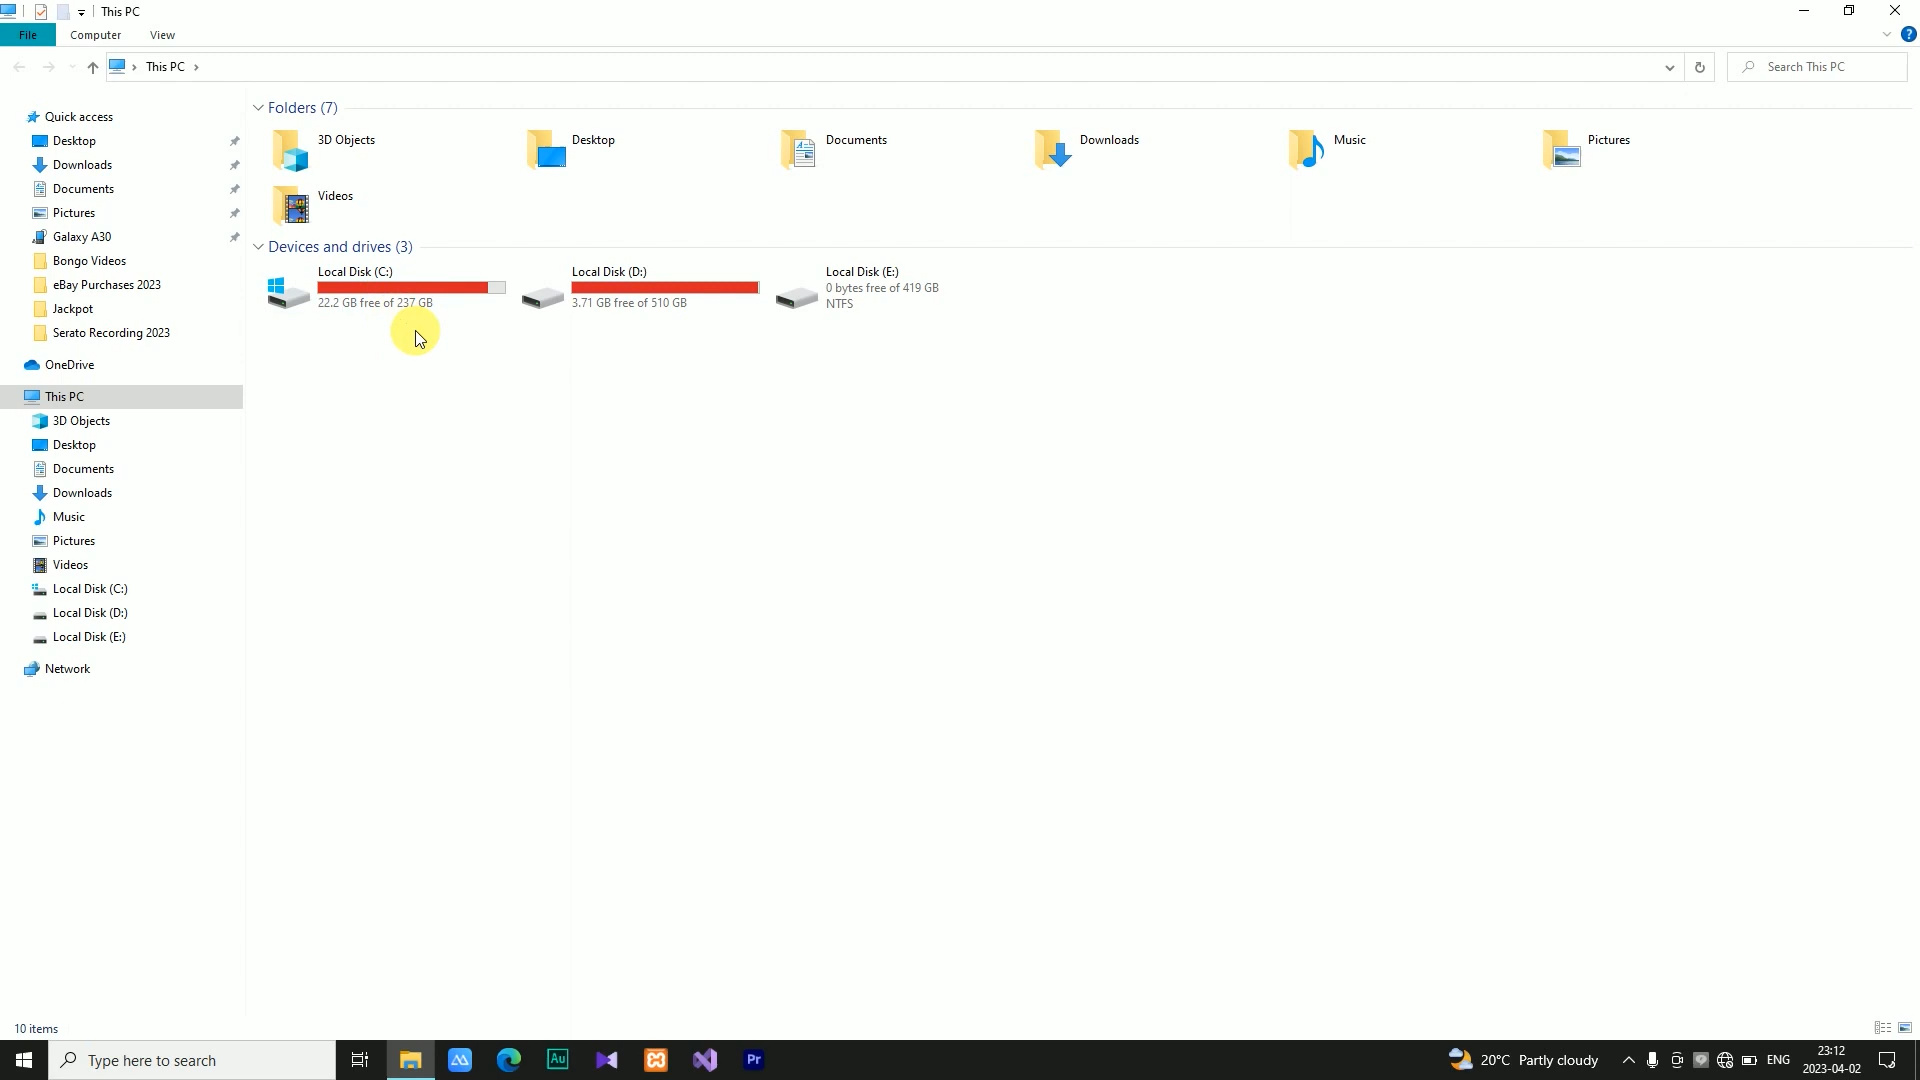 This PC
File Computer View
This PC
Search This PC
Quick access
Desktop
Downloads
Documents
Pictures
Galaxy A30
Bongo Videos
eBay Purchases 2023
Jackpot
Serato Recording 2023
OneDrive
This PC
3D Objects
Desktop
Documents
Downloads
Music
Pictures
Videos
Local Disk (C:)
Local Disk (D:)
Local Disk (E:)
Network
Folders (7)
3D Objects
Desktop
Documents
Downloads
Music
Pictures
Videos
Devices and drives (3)
Local Disk (C:)
22.2 GB free of 237 GB
Local Disk (D:)
3.71 GB free of 510 GB
Local Disk (E:)
0 bytes free of 419 GB
NTFS
10 items
Type here to search
Au
Pr
20°C Partly cloudy
ENG
23:12
2023-04-02